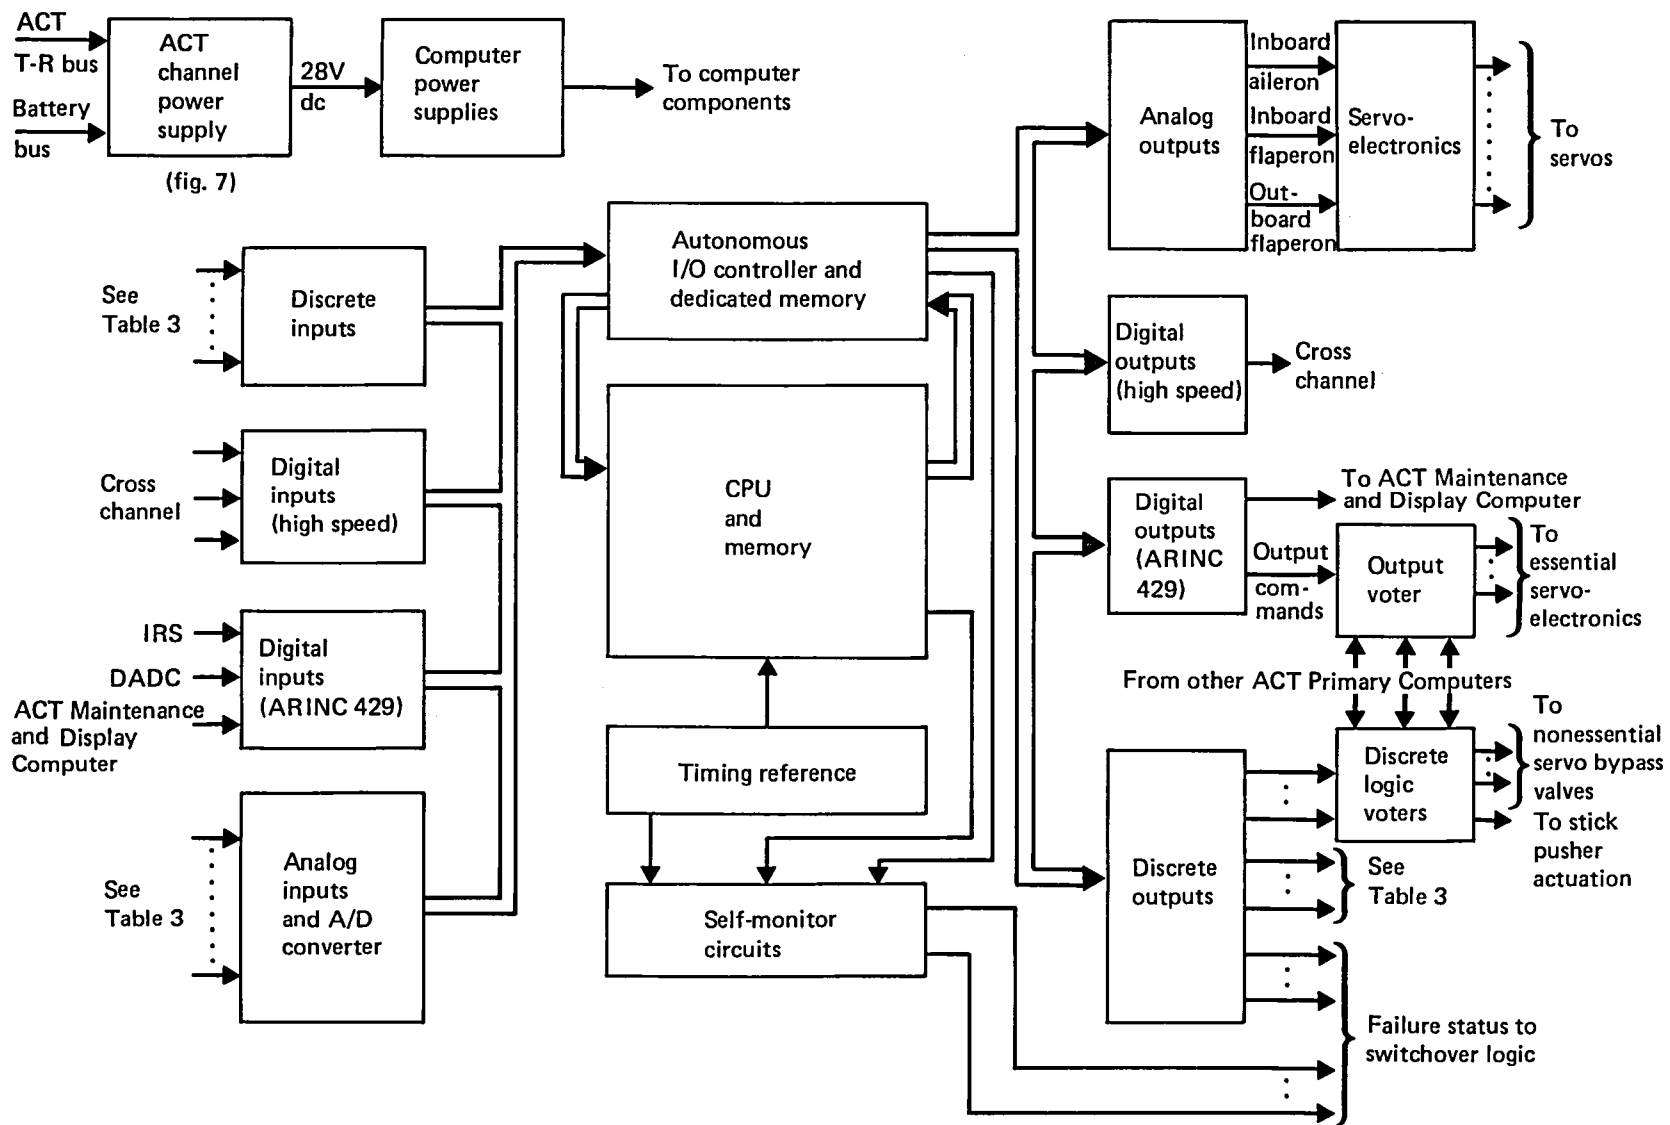 ACT
T-R bus
Battery
bus
ACT
channel
power
supply
(fig. 7)
28V
dc
Computer
power
supplies
To computer
components
See
Table 3
Discrete
inputs
Cross
channel
Digital
inputs
(high speed)
IRS
DADC
ACT Maintenance
and Display
Computer
Digital
inputs
(ARINC 429)
See
Table 3
Analog
inputs
and A/D
converter
Autonomous
I/O controller and
dedicated memory
CPU
and
memory
Timing reference
Self-monitor
circuits
Analog
outputs
Inboard
aileron
Inboard
flaperon
Out-
board
flaperon
Servo-
electronics
To
servos
Digital
outputs
(high speed)
Cross
channel
Digital
outputs
(ARINC
429)
To ACT Maintenance
and Display Computer
Output
com-
mands
Output
voter
To
essential
servo-
electronics
From other ACT Primary Computers
Discrete
logic
voters
To
nonessential
servo bypass
valves
To stick
pusher
actuation
Discrete
outputs
See
Table 3
Failure status to
switchover logic